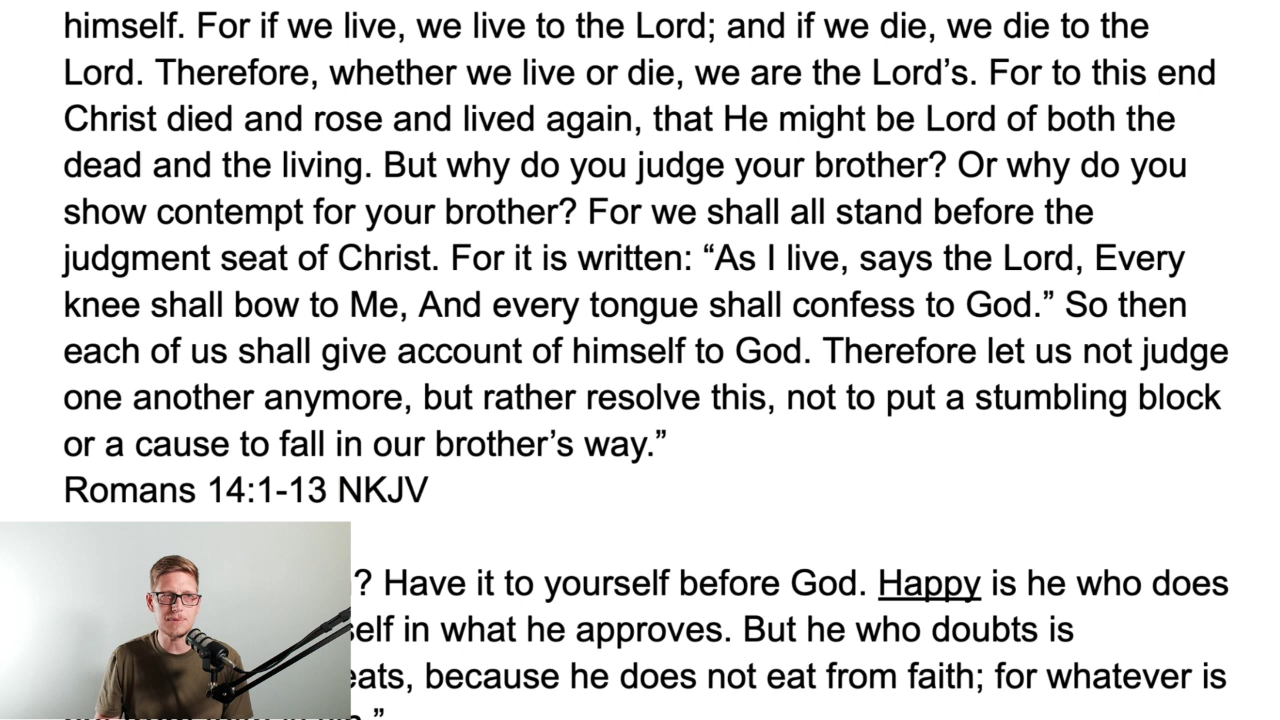 himself. For if we live, we live to the Lord; and if we die, we die to the
Lord. Therefore, whether we live or die, we are the Lord’s. For to this end
Christ died and rose and lived again, that He might be Lord of both the
dead and the living. But why do you judge your brother? Or why do you
show contempt for your brother? For we shall all stand before the
judgment seat of Christ. For it is written: “As I live, says the Lord, Every
knee shall bow to Me, And every tongue shall confess to God.” So then
each of us shall give account of himself to God. Therefore let us not judge
one another anymore, but rather resolve this, not to put a stumbling block
or a cause to fall in our brother’s way.”
Romans 14:1-13 NKJV
? Have it to yourself before God. Happy is he who does
self in what he approves. But he who doubts is
eats, because he does not eat from faith; for whatever is